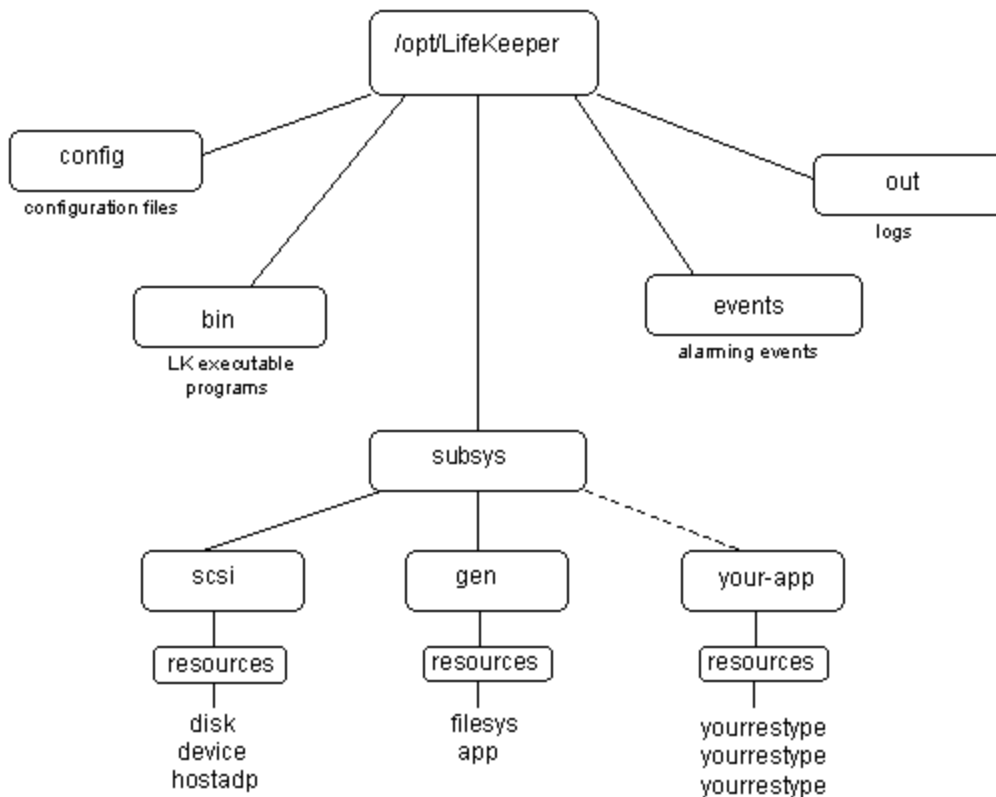 /opt/LifeKeeper
config
configuration files
out
logs
bin
LK executable
programs
events
alarming events
subsys
scsi
gen
your-app
resources
resources
resources
disk
device
hostadp
filesys
app
yourrestype
yourrestype
yourrestype